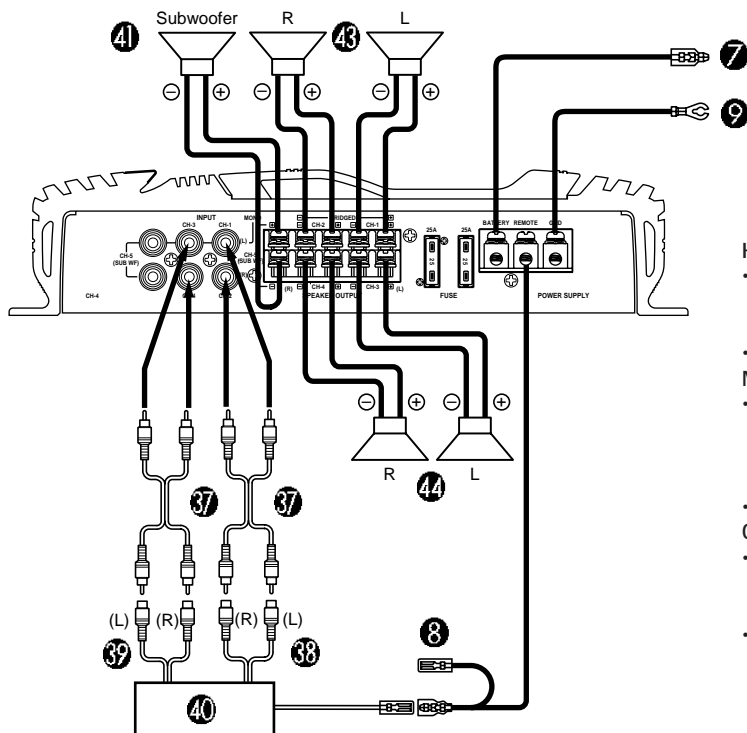 Subwoofer R L
41 43
⊖ ⊕ ⊖ ⊕ ⊖ ⊕
7
9
INPUT
CH-3 CH-1
(L)
CH-5
(SUB WF)
CH-4
CH-2 BRIDGED CH-1
25A 25A
25 25
BATTERY REMOTE GND
(R) SPEAKER OUTPUT CH-4 CH-3 (L)
FUSE
POWER SUPPLY
⊖ ⊕ ⊖ ⊕
R L
44
37 37
(L) (R) (R) (L)
39 38
8
40